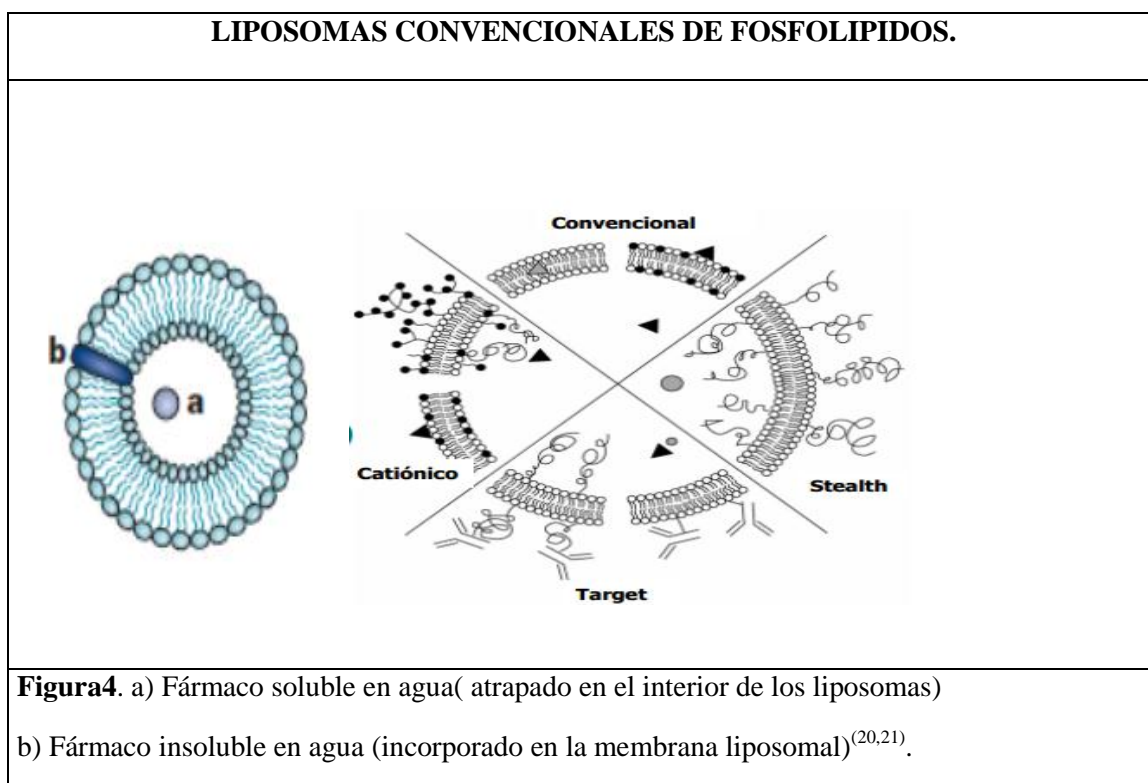 LIPOSOMAS CONVENCIONALES DE FOSFOLIPIDOS.
Convencional
b
a
Catiónico
Stealth
Target
Figura4. a) Fármaco soluble en agua( atrapado en el interior de los liposomas)
b) Fármaco insoluble en agua (incorporado en la membrana liposomal)(20,21).